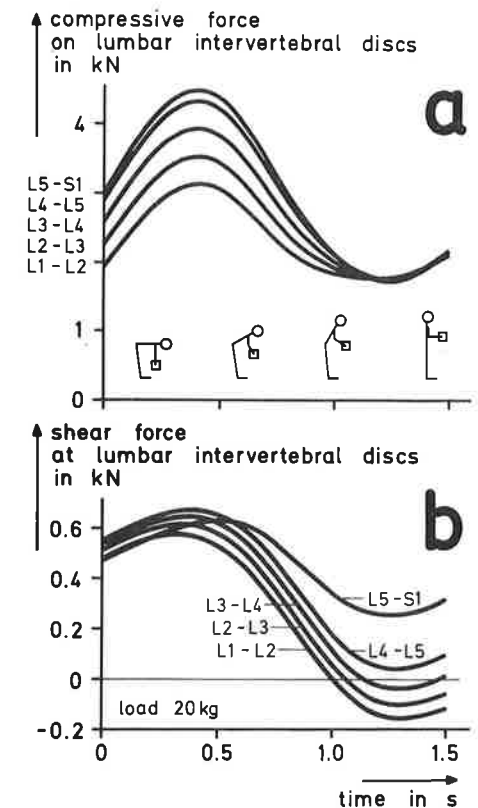 compressive force
on lumbar intervertebral discs
in kN
a
4
L5-S1
L4-L5
L3-L4
L2-L3
L1-L2
1
0
shear force
at lumbar intervertebral discs
in kN
b
0.6
0.4
L5-S1
L3-L4
0.2
L2-L3
L1-L2
L4-L5
0
load 20kg
-0.2
0 0.5 1.0 1.5
time in s